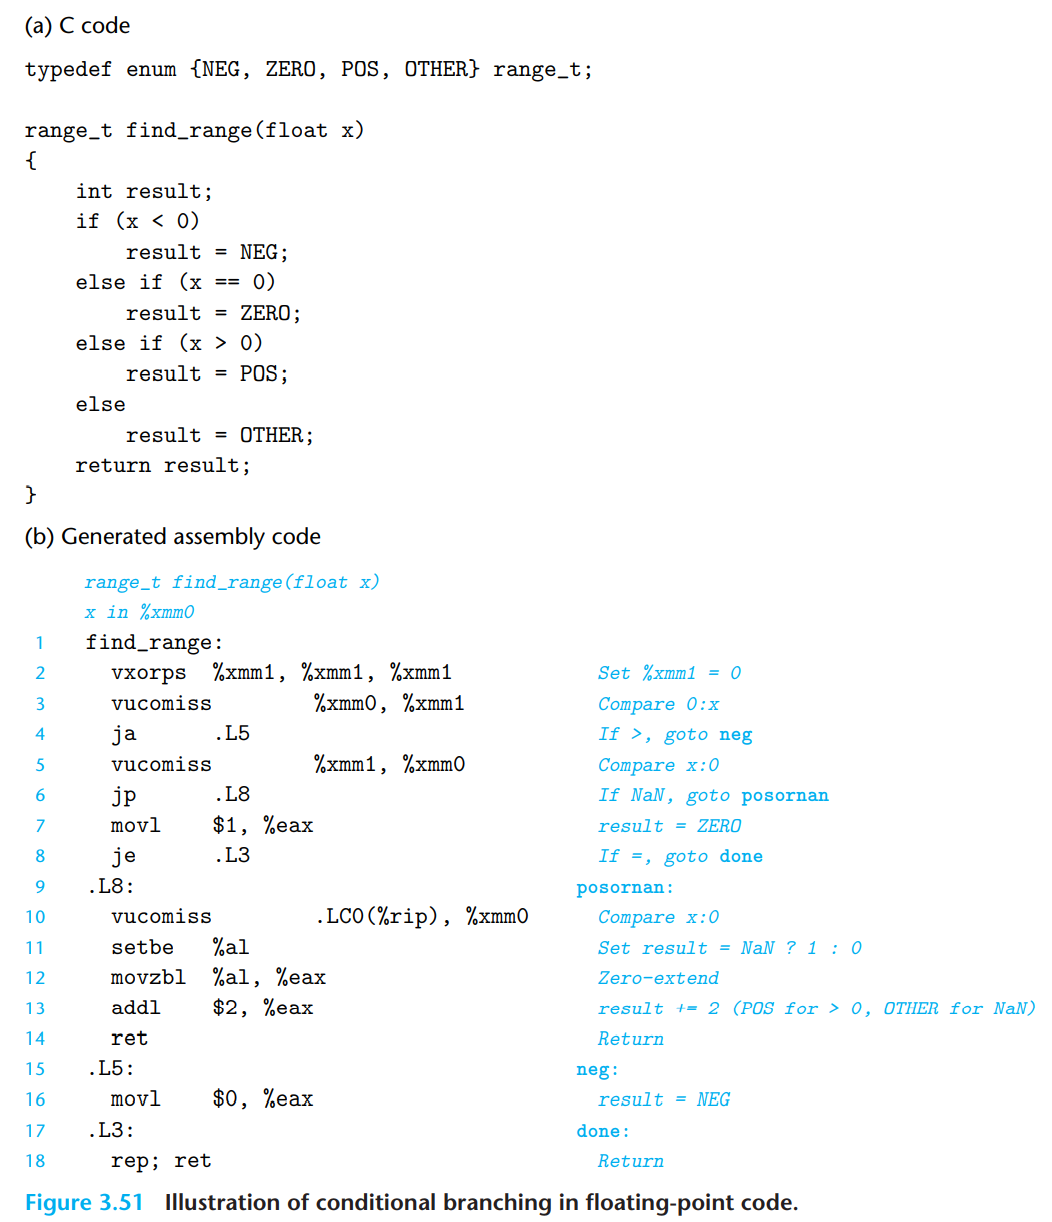 (a) C code
typedef enum {NEG, ZERO, POS, OTHER} range_t;
range_t find_range(float x)
{
    int result;
    if (x < 0)
        result = NEG;
    else if (x == 0)
        result = ZERO;
    else if (x > 0)
        result = POS;
    else
        result = OTHER;
    return result;
}
(b) Generated assembly code
range_t find_range(float x)
x in %xmm0
1 find_range:
2 vxorps %xmm1, %xmm1, %xmm1 Set %xmm1 = 0
3 vucomiss %xmm0, %xmm1 Compare 0:x
4 ja .L5 If >, goto neg
5 vucomiss %xmm1, %xmm0 Compare x:0
6 jp .L8 If NaN, goto posornan
7 movl $1, %eax result = ZERO
8 je .L3 If =, goto done
9 .L8: posornan:
10 vucomiss .LC0(%rip), %xmm0 Compare x:0
11 setbe %al Set result = NaN ? 1 : 0
12 movzbl %al, %eax Zero-extend
13 addl $2, %eax result += 2 (POS for > 0, OTHER for NaN)
14 ret Return
15 .L5: neg:
16 movl $0, %eax result = NEG
17 .L3: done:
18 rep; ret Return
Figure 3.51 Illustration of conditional branching in floating-point code.